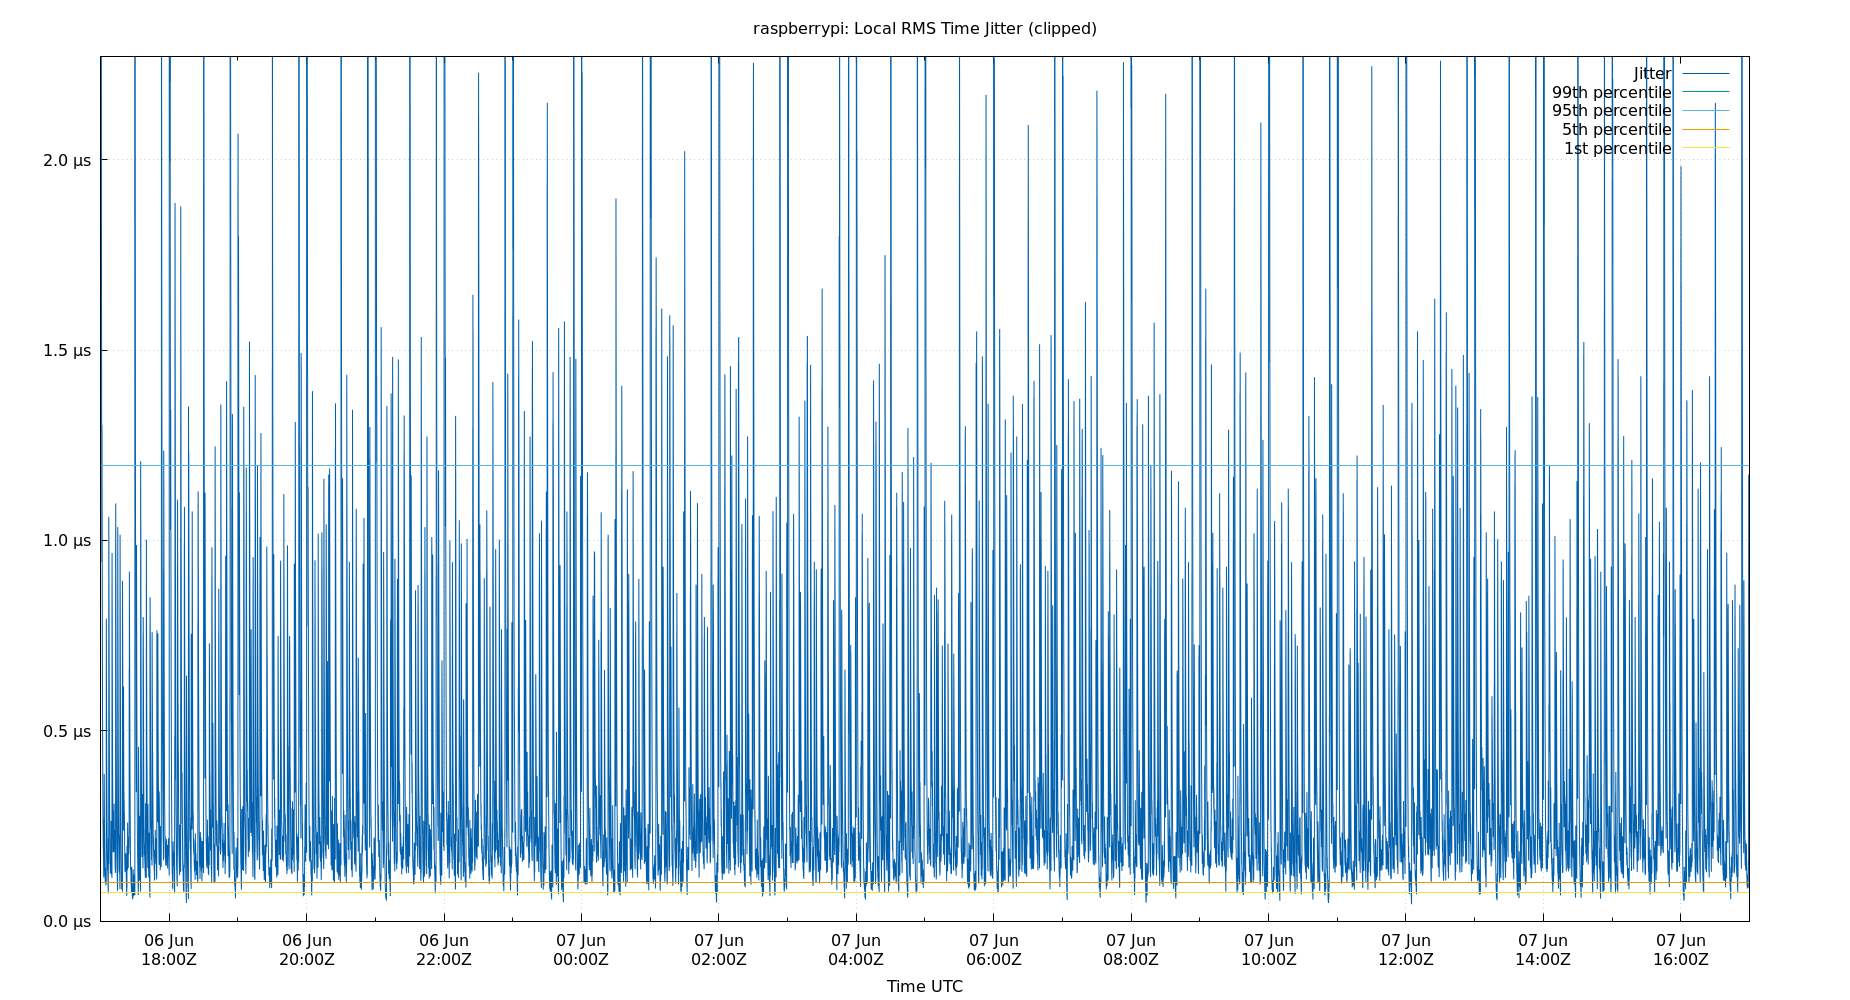 raspberrypi: Local RMS Time Jitter (clipped)
Jitter
99th percentile
95th percentile
5th percentile
1st percentile
2.0 µs
1.5 µs
1.0 µs
0.5 µs
0.0 µs
06 Jun 06 Jun 06 Jun 07 Jun 07 Jun 07 Jun 07 Jun 07 Jun 07 Jun 07 Jun 07 Jun 07 Jun
18:00Z 20:00Z 22:00Z 00:00Z 02:00Z 04:00Z 06:00Z 08:00Z 10:00Z 12:00Z 14:00Z 16:00Z
Time UTC